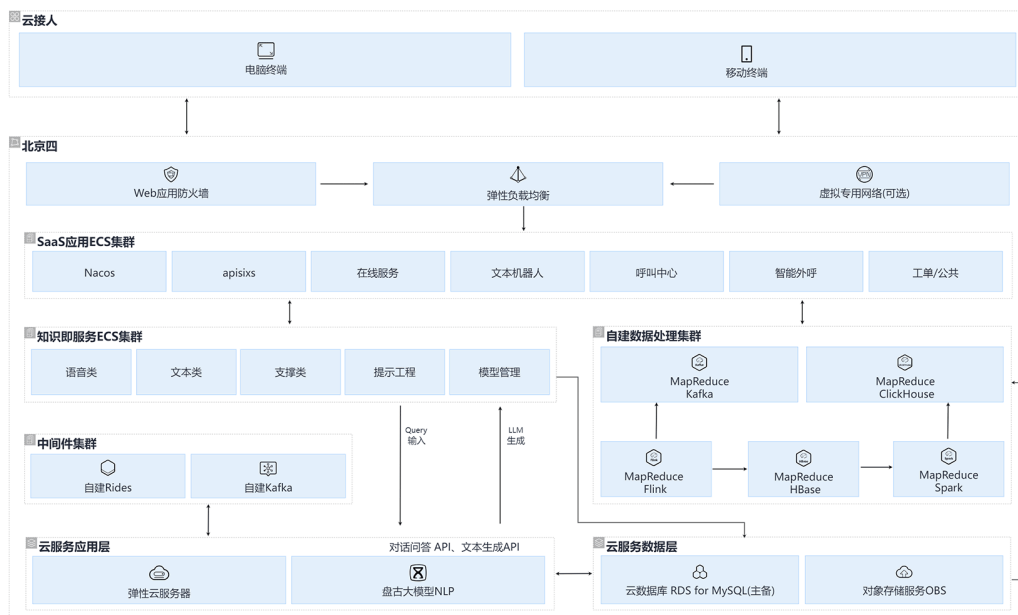 云接人
电脑终端
移动终端
北京四
Web应用防火墙
弹性负载均衡
VPN
虚拟专用网络(可选)
SaaS应用ECS集群
Nacos
apisixs
在线服务
文本机器人
呼叫中心
智能外呼
工单/公共
知识即服务ECS集群
语音类
文本类
支撑类
提示工程
模型管理
自建数据处理集群
MapReduce
Kafka
MapReduce
ClickHouse
Query
输入
LLM
生成
中间件集群
自建Rides
自建Kafka
MapReduce
Flink
MapReduce
HBase
MapReduce
Spark
云服务应用层
对话问答 API、文本生成API
弹性云服务器
盘古大模型NLP
云服务数据层
云数据库 RDS for MySQL(主备)
对象存储服务OBS